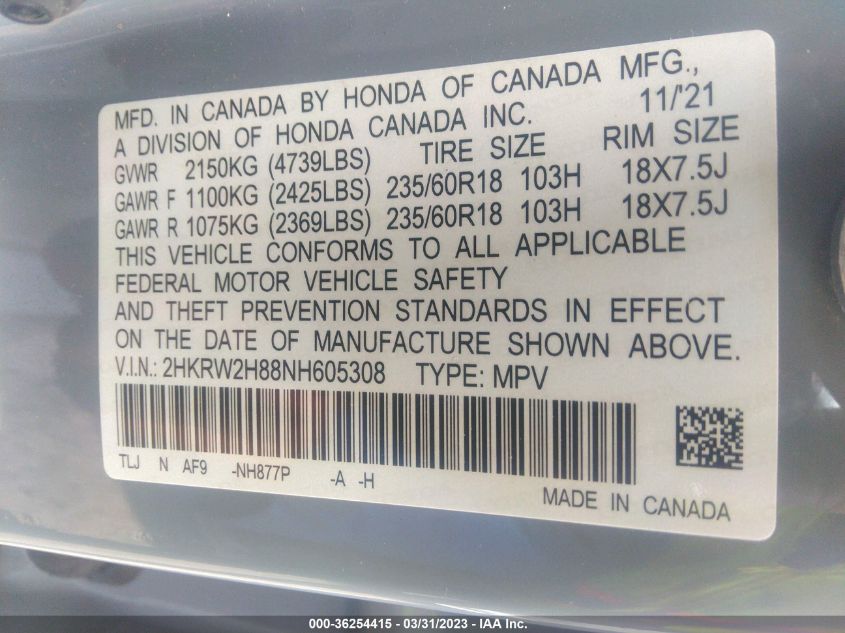 MFD. IN CANADA BY HONDA OF CANADA MFG.,
A DIVISION OF HONDA CANADA INC. 11/'21
GVWR 2150KG (4739LBS) TIRE SIZE RIM SIZE
GAWR F 1100KG (2425LBS) 235/60R18 103H 18X7.5J
GAWR R 1075KG (2369LBS) 235/60R18 103H 18X7.5J
THIS VEHICLE CONFORMS TO ALL APPLICABLE
FEDERAL MOTOR VEHICLE SAFETY
AND THEFT PREVENTION STANDARDS IN EFFECT
ON THE DATE OF MANUFACTURE SHOWN ABOVE.
V.I.N.: 2HKRW2H88NH605308 TYPE: MPV
TLJ N AF9 -NH877P -A -H
MADE IN CANADA
000-36254415 - 03/31/2023 - IAA Inc.